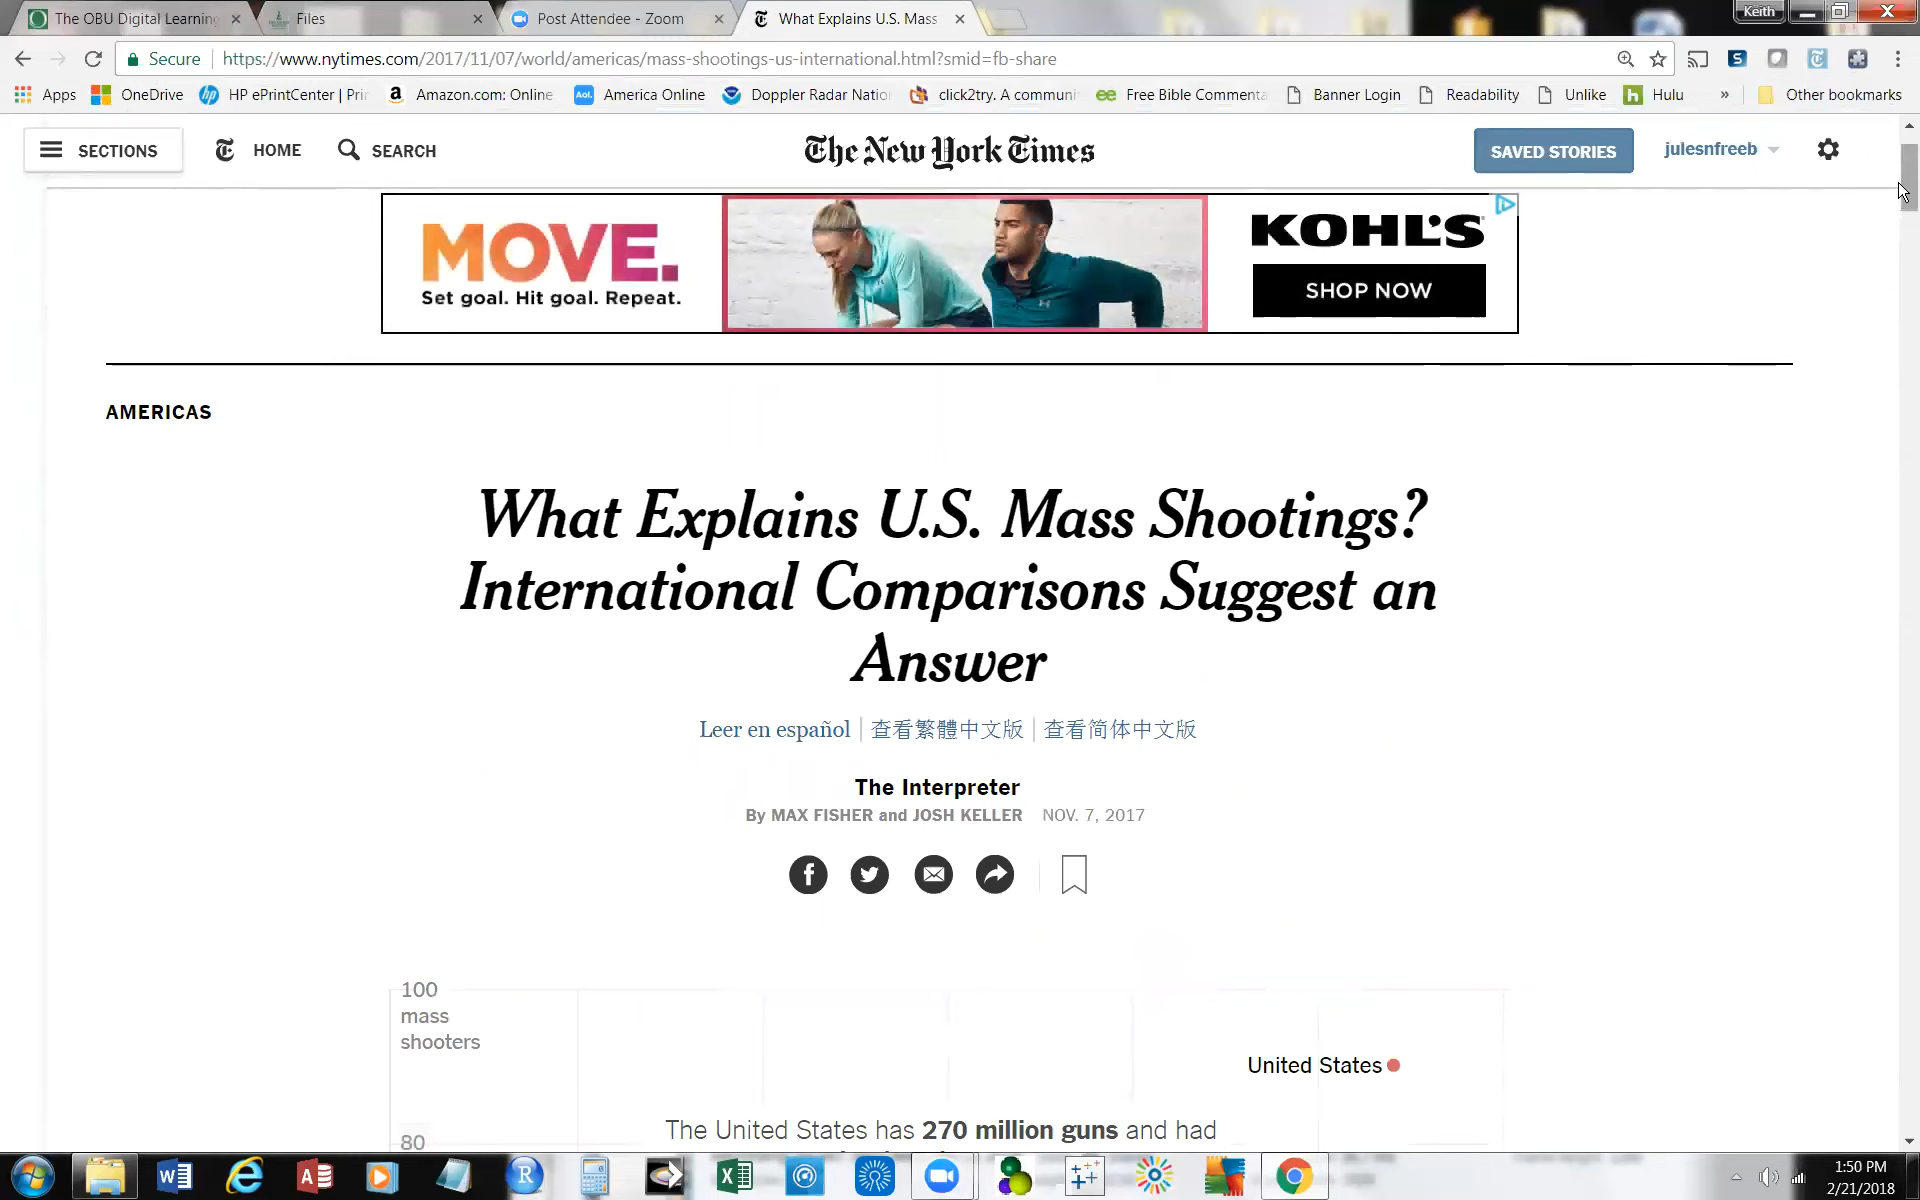 The OBU Digital Learning
Files
Post Attendee - Zoom
What Explains U.S. Mass
Keith
Secure
https://www.nytimes.com/2017/11/07/world/americas/mass-shootings-us-international.html?smid=fb-share
Apps
OneDrive
HP ePrintCenter | Prin
Amazon.com: Online
America Online
Doppler Radar Natio
click2try. A communi
Free Bible Commenta
Banner Login
Readability
Unlike
Hulu
»
Other bookmarks
SECTIONS
HOME
SEARCH
The New York Times
SAVED STORIES
julesnfreeb
MOVE.
Set goal. Hit goal. Repeat.
KOHL'S
SHOP NOW
AMERICAS
What Explains U.S. Mass Shootings?
International Comparisons Suggest an
Answer
Leer en español | 查看繁體中文版 | 查看简体中文版
The Interpreter
By MAX FISHER and JOSH KELLER NOV. 7, 2017
100
mass
shooters
United States
The United States has 270 million guns and had
80
1:50 PM
2/21/2018